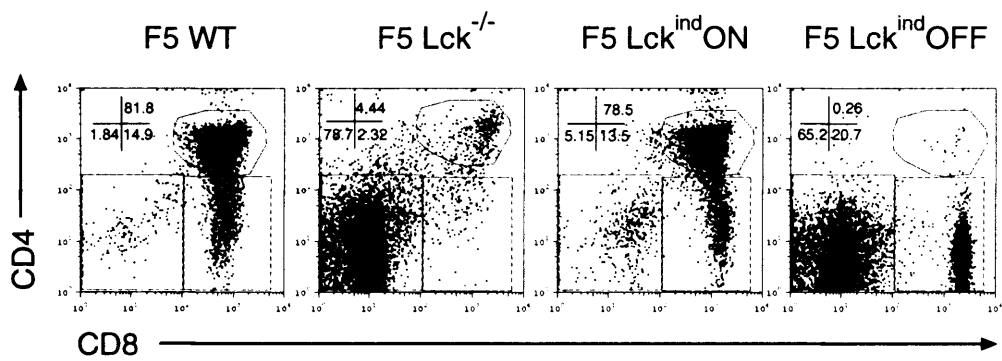 F5 WT
F5 Lck-/-
F5 LckindON
F5 LckindOFF
CD4
81.8
1.84 14.9
4.44
78.7 2.32
78.5
5.15 13.5
0.26
65.2 20.7
CD8